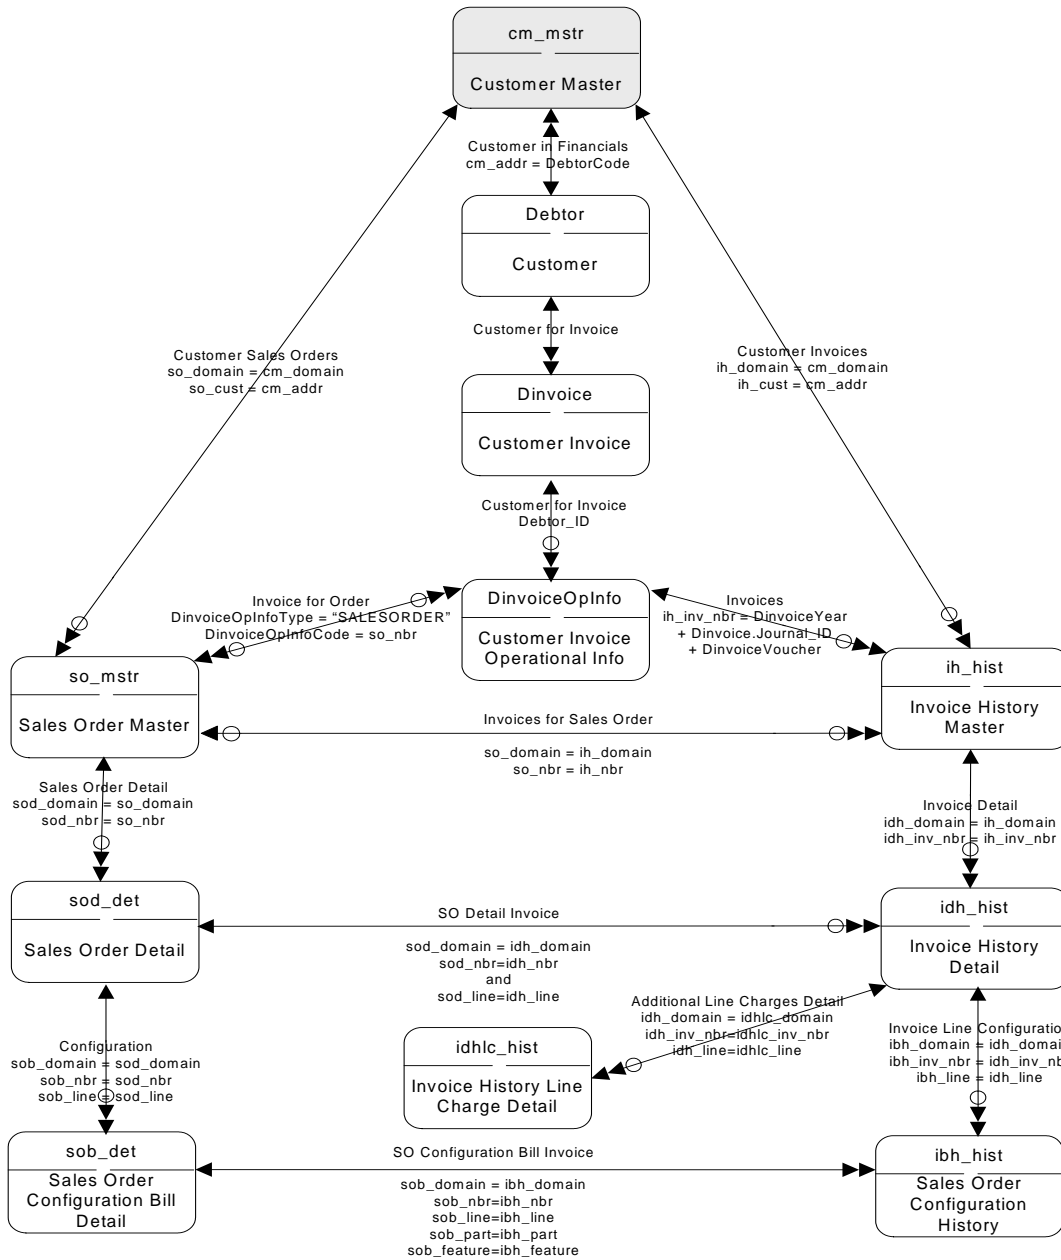 cm_mstr
Customer Master
Customer in Financials
cm_addr = DebtorCode
Debtor
Customer
Customer for Invoice
Customer Sales Orders
so_domain = cm_domain
so_cust = cm_addr
Customer Invoices
ih_domain = cm_domain
ih_cust = cm_addr
Dinvoice
Customer Invoice
Customer for Invoice
Debtor_ID
Invoice for Order
DinvoiceOpInfoType = “SALESORDER”
DinvoiceOpInfoCode = so_nbr
DinvoiceOpInfo
Customer Invoice
Operational Info
Invoices
ih_inv_nbr = DinvoiceYear
+ Dinvoice.Journal_ID
+ DinvoiceVoucher
so_mstr
Sales Order Master
ih_hist
Invoice History
Master
Invoices for Sales Order
so_domain = ih_domain
so_nbr = ih_nbr
Sales Order Detail
sod_domain = so_domain
sod_nbr = so_nbr
Invoice Detail
idh_domain = ih_domain
idh_inv_nbr = ih_inv_nbr
sod_det
Sales Order Detail
SO Detail Invoice
sod_domain = idh_domain
sod_nbr=idh_nbr
and
sod_line=idh_line
idh_hist
Invoice History
Detail
Additional Line Charges Detail
idh_domain = idhlc_domain
idh_inv_nbr=idhlc_inv_nbr
idh_line=idhlc_line
Configuration
sob_domain = sod_domain
sob_nbr = sod_nbr
sob_line = sod_line
idhlc_hist
Invoice History Line
Charge Detail
Invoice Line Configuratio
ibh_domain = idh_doma
ibh_inv_nbr = idh_inv_nb
ibh_line = idh_line
sob_det
Sales Order
Configuration Bill
Detail
SO Configuration Bill Invoice
sob_domain = ibh_domain
sob_nbr=ibh_nbr
sob_line=ibh_line
sob_part=ibh_part
sob_feature=ibh_feature
ibh_hist
Sales Order
Configuration
History